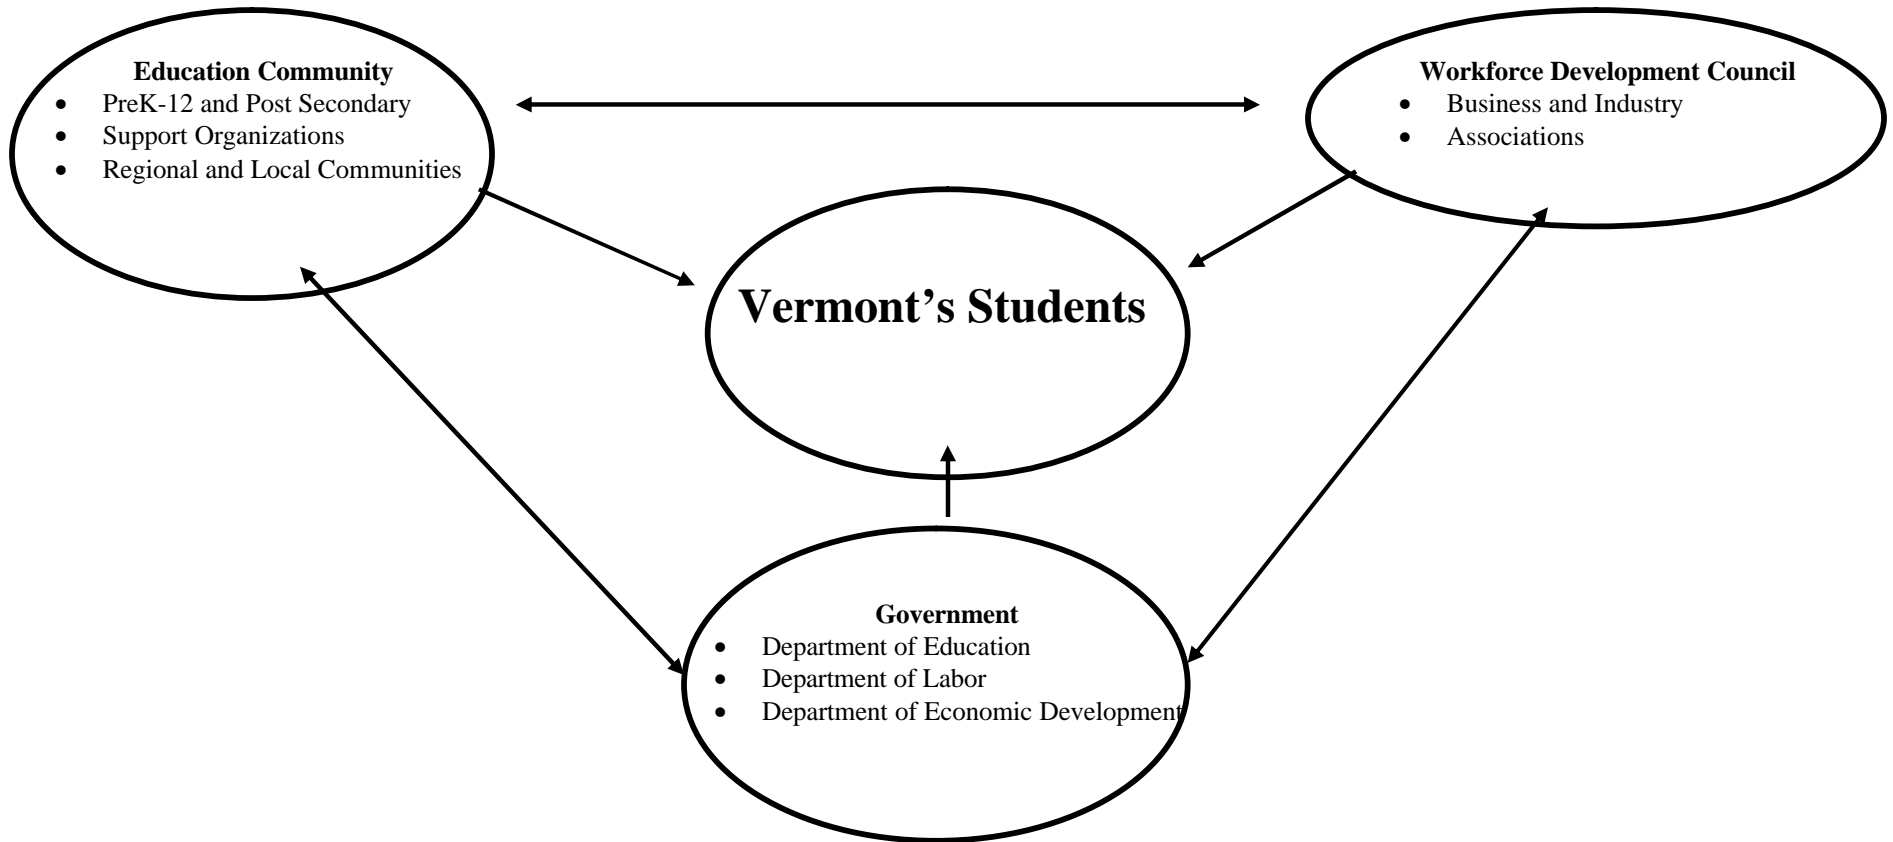 Education Community
• PreK-12 and Post Secondary
• Support Organizations
• Regional and Local Communities
Workforce Development Council
• Business and Industry
• Associations
Vermont’s Students
Government
• Department of Education
• Department of Labor
• Department of Economic Development